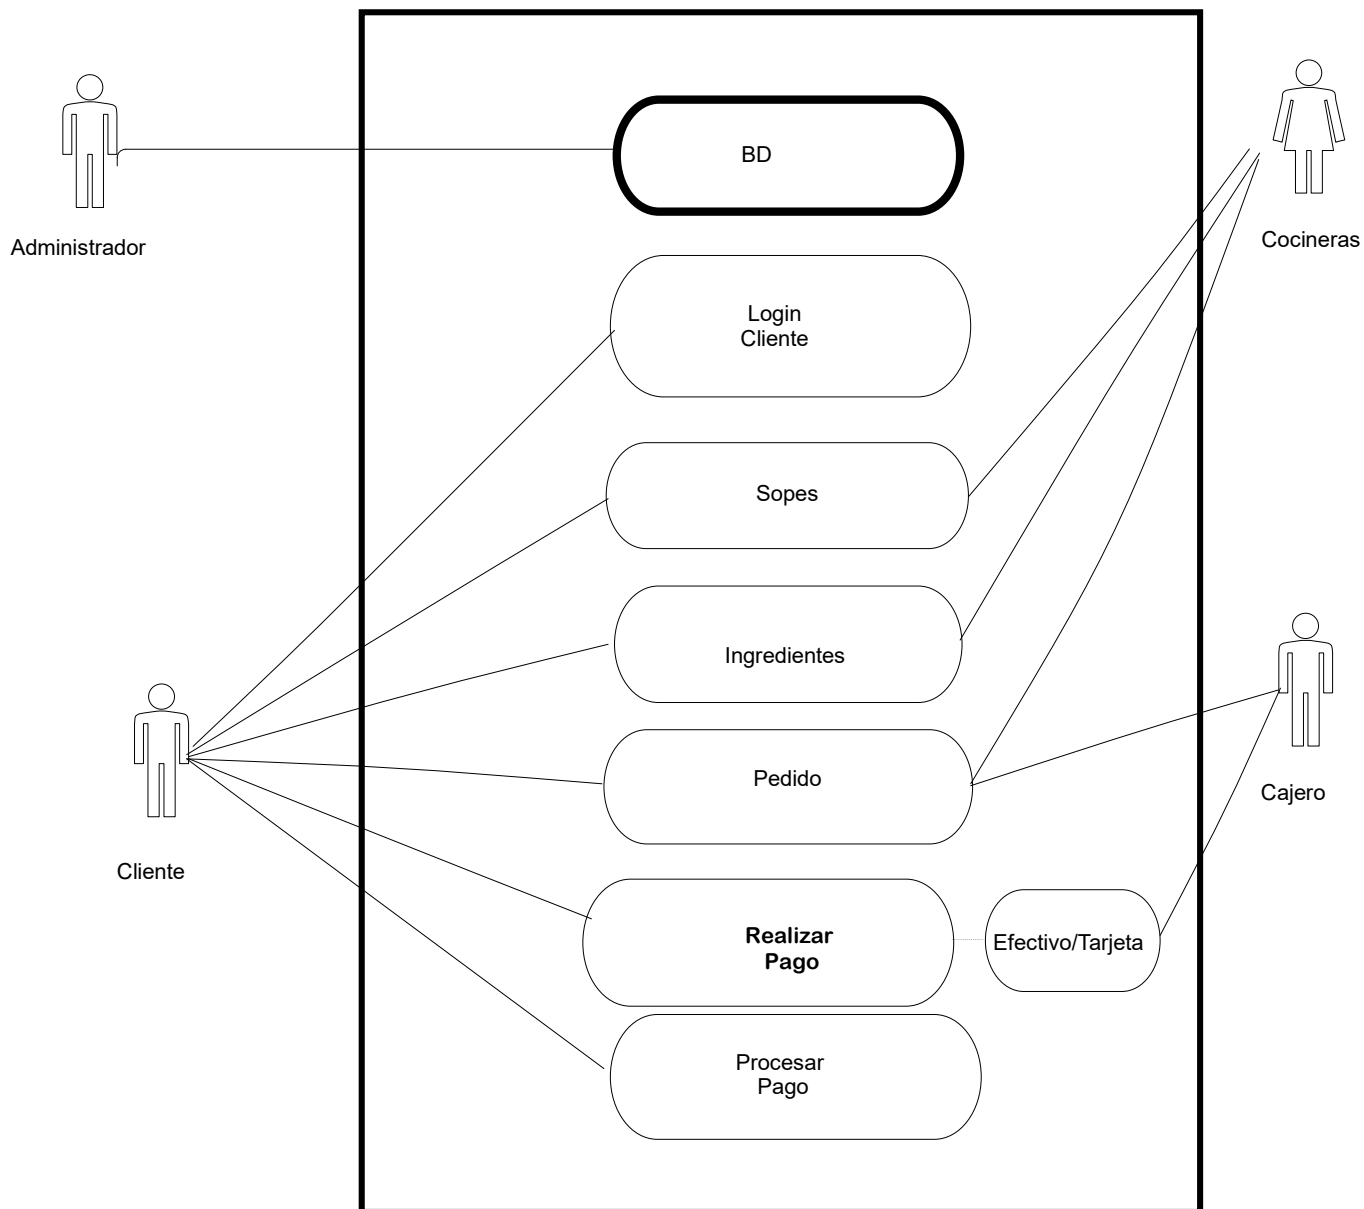 BD
Administrador
Cocineras
Login
Cliente
Sopes
Ingredientes
Pedido
Cajero
Cliente
Realizar
Pago
Efectivo/Tarjeta
Procesar
Pago